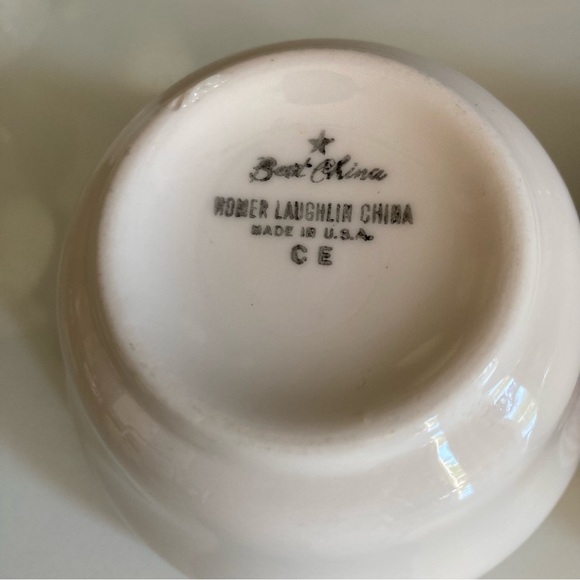 Best China
HOMER LAUGHLIN CHINA
MADE IN U.S.A.
C E